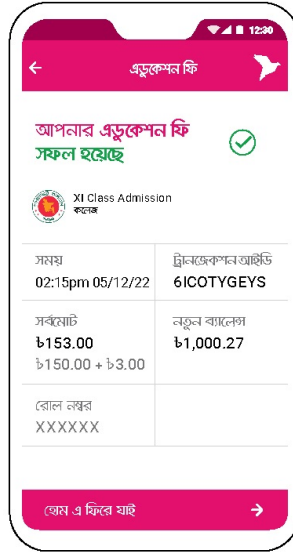 12:30
এডুকেশন ফি
আপনার এডুকেশন ফি
সফল হয়েছে
XI Class Admission
কলেজ
সময়
02:15pm 05/12/22
ট্রানজেকশন আইডি
6ICOTYGEYS
সর্বমোট
৳153.00
৳150.00 + ৳3.00
নতুন ব্যালেন্স
৳1,000.27
রোল নম্বর
XXXXXX
হোম এ ফিরে যাই